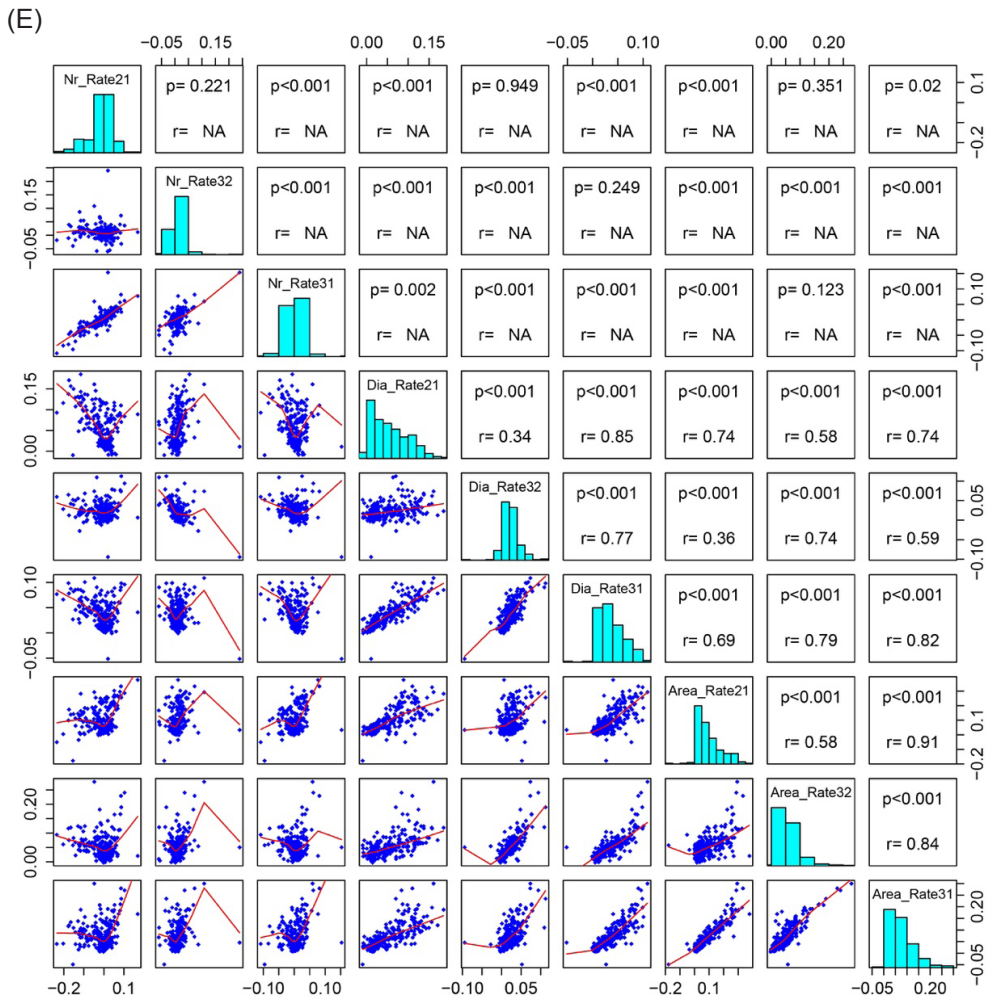 (E)
−0.05 0.15 0.00 0.15 −0.05 0.10 0.00 0.20
Nr_Rate21 p= 0.221 p<0.001 p<0.001 p= 0.949 p<0.001 p<0.001 p= 0.351 p= 0.02 0.1
r= NA r= NA r= NA r= NA r= NA r= NA r= NA r= NA −0.2
0.15 Nr_Rate32 p<0.001 p<0.001 p<0.001 p= 0.249 p<0.001 p<0.001 p<0.001
−0.05 r= NA r= NA r= NA r= NA r= NA r= NA r= NA
Nr_Rate31 p= 0.002 p<0.001 p<0.001 p<0.001 p= 0.123 p<0.001 0.10
r= NA r= NA r= NA r= NA r= NA r= NA −0.10
0.15 Dia_Rate21 p<0.001 p<0.001 p<0.001 p<0.001 p<0.001
0.00 r= 0.34 r= 0.85 r= 0.74 r= 0.58 r= 0.74
Dia_Rate32 p<0.001 p<0.001 p<0.001 p<0.001 0.05
r= 0.77 r= 0.36 r= 0.74 r= 0.59 −0.10
0.10 Dia_Rate31 p<0.001 p<0.001 p<0.001
−0.05 r= 0.69 r= 0.79 r= 0.82
Area_Rate21 p<0.001 p<0.001 0.1
r= 0.58 r= 0.91 −0.2
0.20 Area_Rate32 p<0.001
0.00 r= 0.84
Area_Rate31 0.20
−0.05
−0.2 0.1 −0.10 0.10 −0.10 0.05 −0.2 0.1 −0.05 0.20